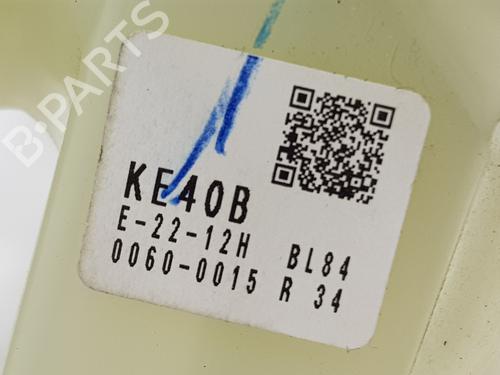 B-PARTS
KE40B
E-22-12H BL84
0060-0015 R 34